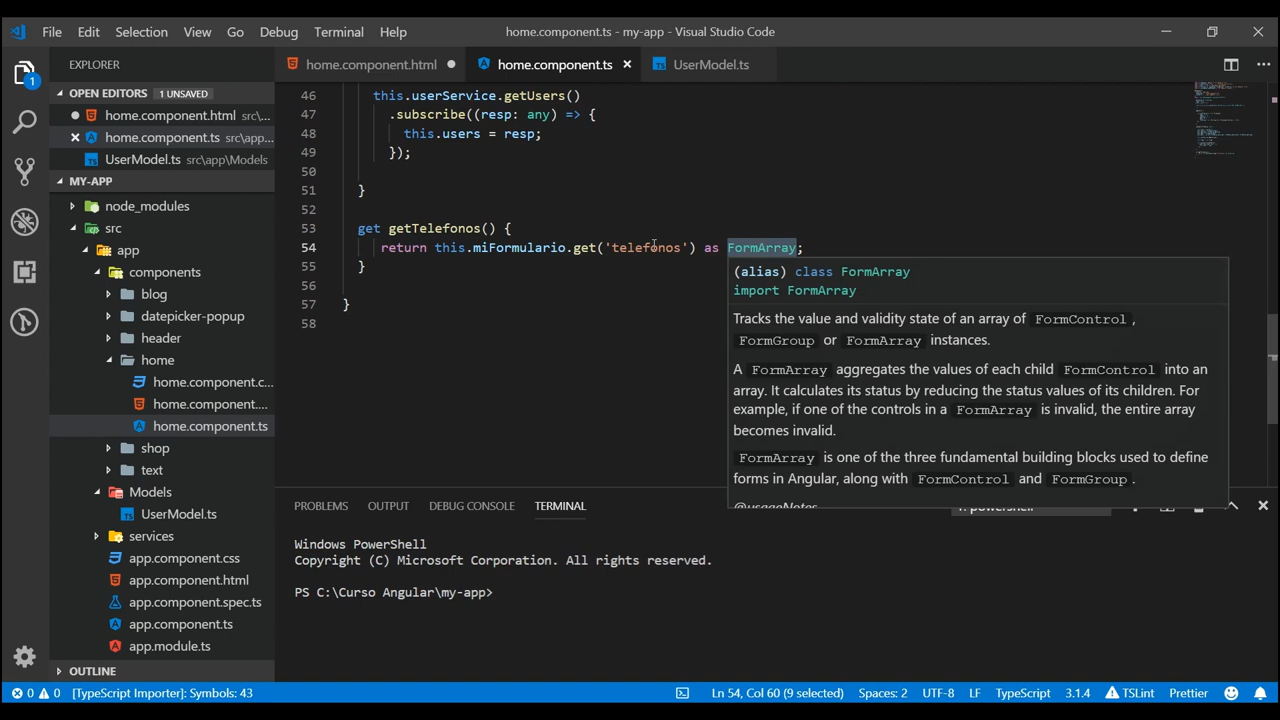 File Edit Selection View Go Debug Terminal Help
home.component.ts - my-app - Visual Studio Code
EXPLORER
home.component.html
home.component.ts
UserModel.ts
OPEN EDITORS 1 UNSAVED
home.component.html src\ap...
home.component.ts src\app...
UserModel.ts src\app\Models
MY-APP
node_modules
src
app
components
blog
datepicker-popup
header
home
home.component.c...
home.component....
home.component.ts
shop
text
Models
UserModel.ts
services
app.component.css
app.component.html
app.component.spec.ts
app.component.ts
app.module.ts
OUTLINE
1
46 this.userService.getUsers()
47 .subscribe((resp: any) => {
48 this.users = resp;
49 });
50
51 }
52
53 get getTelefonos() {
54 return this.miFormulario.get('telefonos') as FormArray;
55 }
56
57 }
58
(alias) class FormArray
import FormArray
Tracks the value and validity state of an array of FormControl ,
FormGroup or FormArray instances.
A FormArray aggregates the values of each child FormControl into an
array. It calculates its status by reducing the status values of its children. For
example, if one of the controls in a FormArray is invalid, the entire array
becomes invalid.
FormArray is one of the three fundamental building blocks used to define
forms in Angular, along with FormControl and FormGroup .
@usageNotes
PROBLEMS OUTPUT DEBUG CONSOLE TERMINAL
1: powershell
Windows PowerShell
Copyright (C) Microsoft Corporation. All rights reserved.
PS C:\Curso Angular\my-app>
0 0 [TypeScript Importer]: Symbols: 43
Ln 54, Col 60 (9 selected) Spaces: 2 UTF-8 LF TypeScript 3.1.4 TSLint Prettier